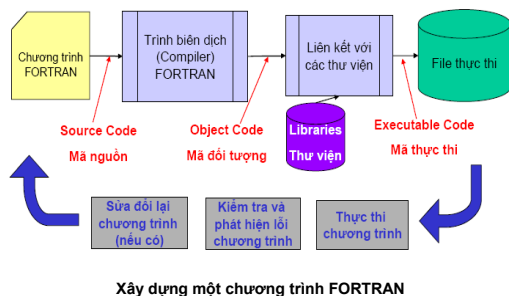 Chương trình
FORTRAN
Trình biên dịch
(Compiler)
FORTRAN
Liên kết với
các thư viện
File thực thi
Source Code
Mã nguồn
Object Code
Mã đối tượng
Libraries
Thư viện
Executable Code
Mã thực thi
Sửa đổi lại
chương trình
(nếu có)
Kiểm tra và
phát hiện lỗi
chương trình
Thực thi
chương trình
Xây dựng một chương trình FORTRAN